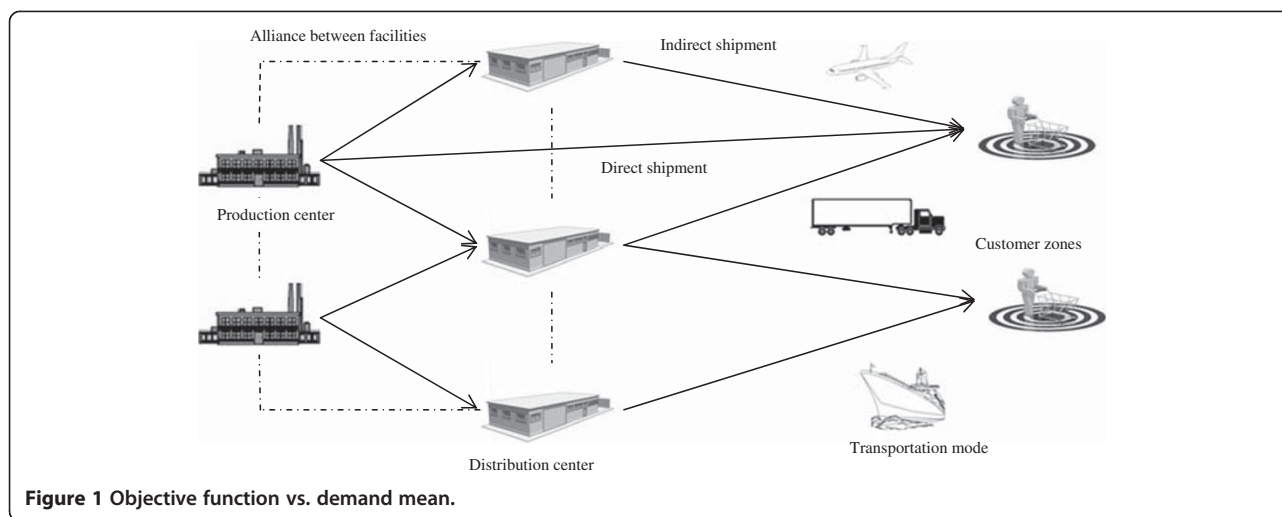 Alliance between facilities
Indirect shipment
Direct shipment
Production center
Customer zones
Transportation mode
Distribution center
Figure 1 Objective function vs. demand mean.